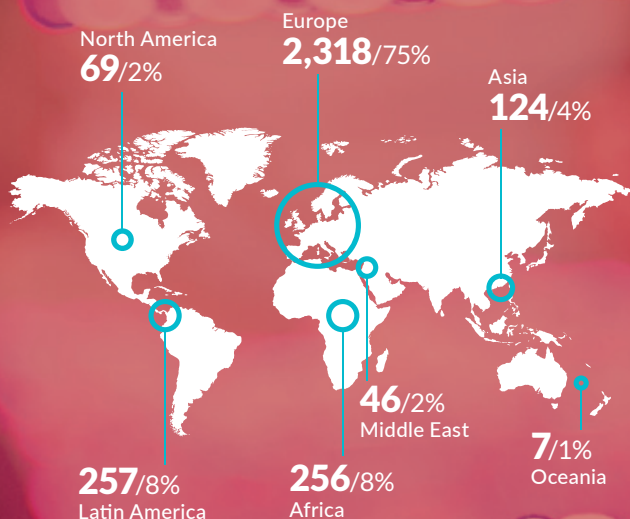 Europe
2,318/75%
North America
69/2%
Asia
124/4%
46/2%
Middle East
7/1%
Oceania
257/8%
Latin America
256/8%
Africa